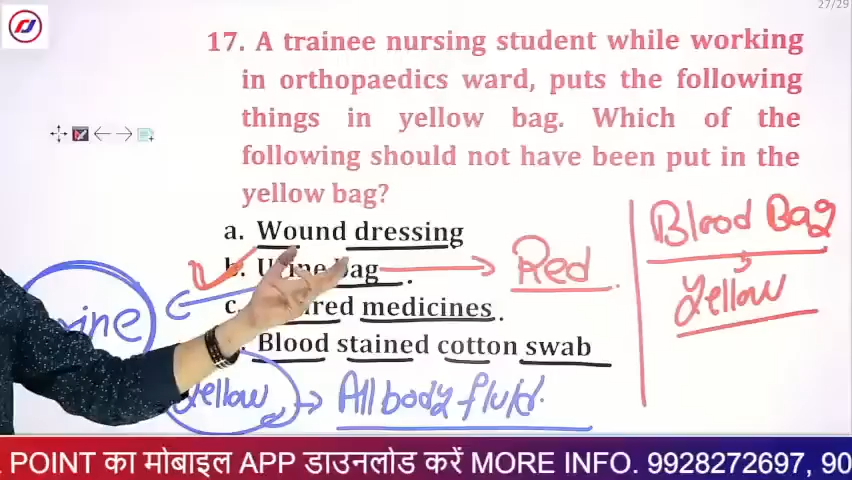 27/29
17. A trainee nursing student while working
in orthopaedics ward, puts the following
things in yellow bag. Which of the
following should not have been put in the
yellow bag?
a. Wound dressing
b. Urine bag
Red
c. medicines.
Blood stained cotton swab
yellow → All body fluid.
Blood Bag
yellow
POINT का मोबाइल APP डाउनलोड करें MORE INFO. 9928272697, 90